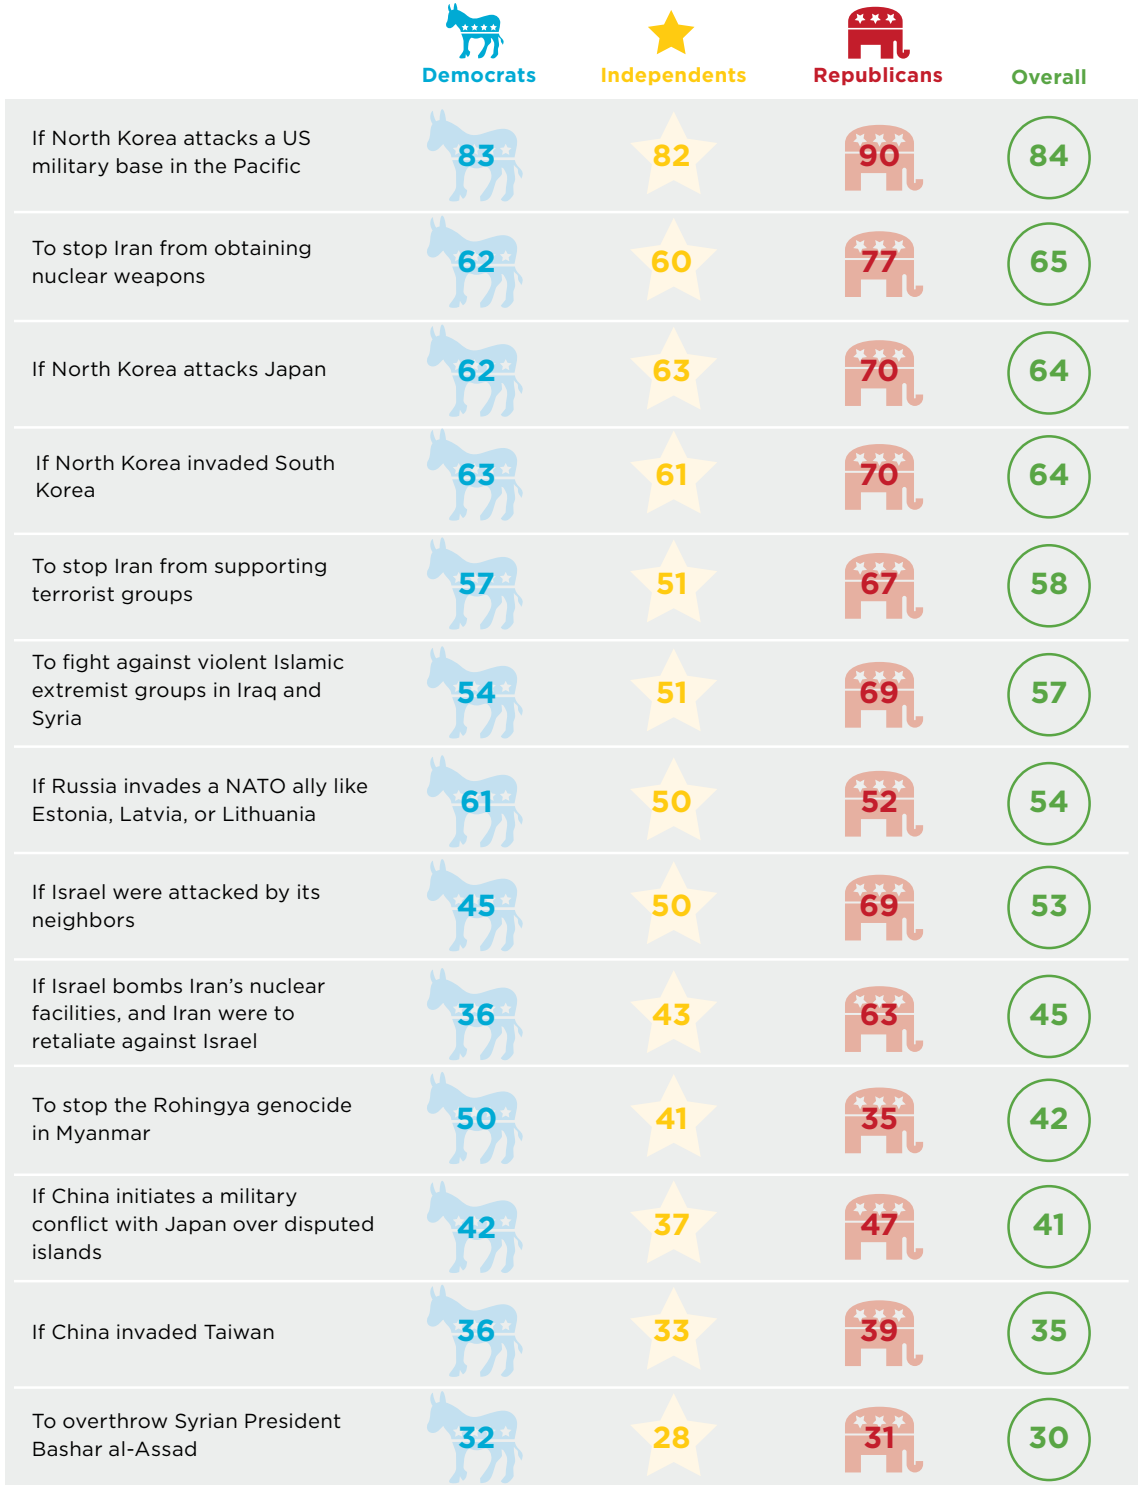 Democrats Independents Republicans Overall
If North Korea attacks a US
military base in the Pacific
83 82 90 84
To stop Iran from obtaining
nuclear weapons
62 60 77 65
If North Korea attacks Japan
62 63 70 64
If North Korea invaded South
Korea
63 61 70 64
To stop Iran from supporting
terrorist groups
57 51 67 58
To fight against violent Islamic
extremist groups in Iraq and
Syria
54 51 69 57
If Russia invades a NATO ally like
Estonia, Latvia, or Lithuania
61 50 52 54
If Israel were attacked by its
neighbors
45 50 69 53
If Israel bombs Iran’s nuclear
facilities, and Iran were to
retaliate against Israel
36 43 63 45
To stop the Rohingya genocide
in Myanmar
50 41 35 42
If China initiates a military
conflict with Japan over disputed
islands
42 37 47 41
If China invaded Taiwan
36 33 39 35
To overthrow Syrian President
Bashar al-Assad
32 28 31 30